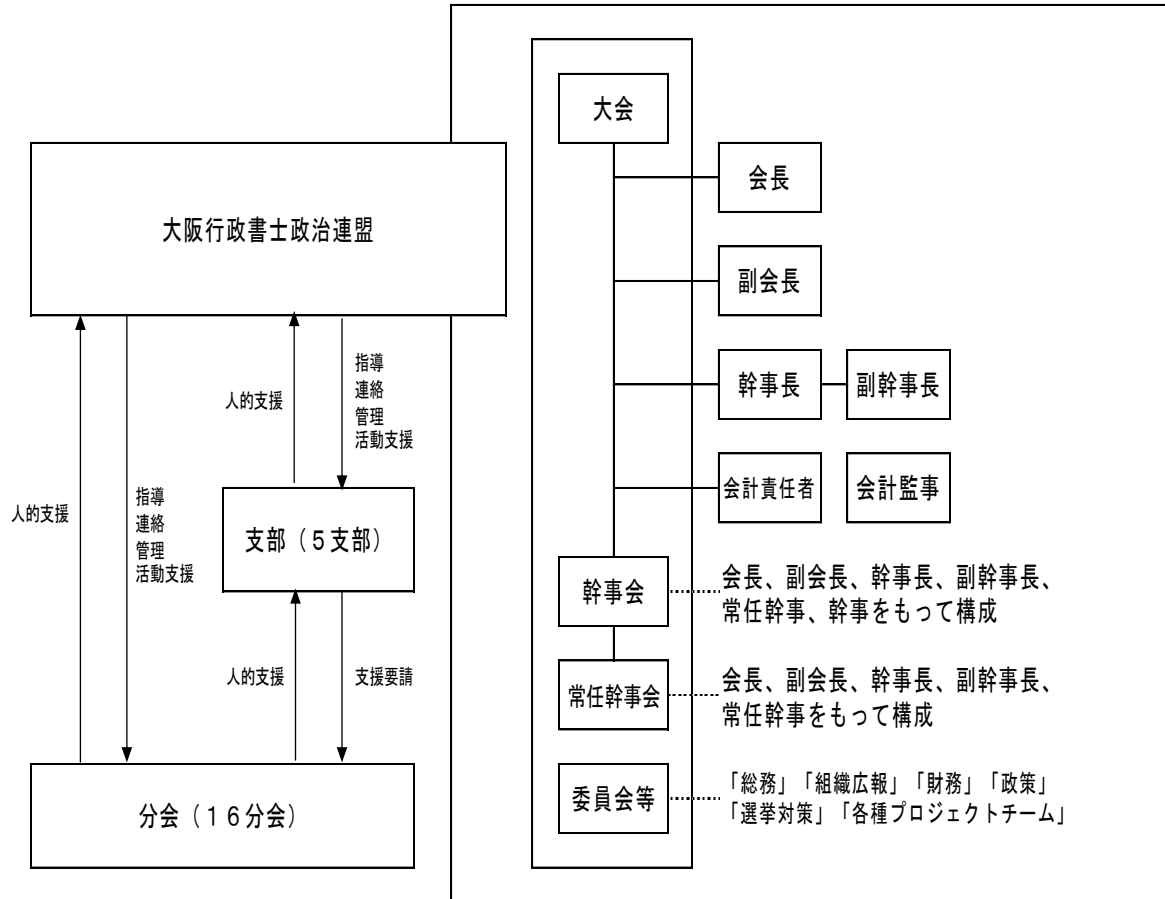 大会
会長
大阪行政書士政治連盟
副会長
指導
連絡
管理
活動支援
人的支援
幹事長
副幹事長
会計責任者
会計監事
人的支援
指導
連絡
管理
活動支援
支部（５支部）
幹事会
会長、副会長、幹事長、副幹事長、
常任幹事、幹事をもって構成
人的支援
支援要請
常任幹事会
会長、副会長、幹事長、副幹事長、
常任幹事をもって構成
委員会等
「総務」「組織広報」「財務」「政策」
「選挙対策」「各種プロジェクトチーム」
分会（１６分会）